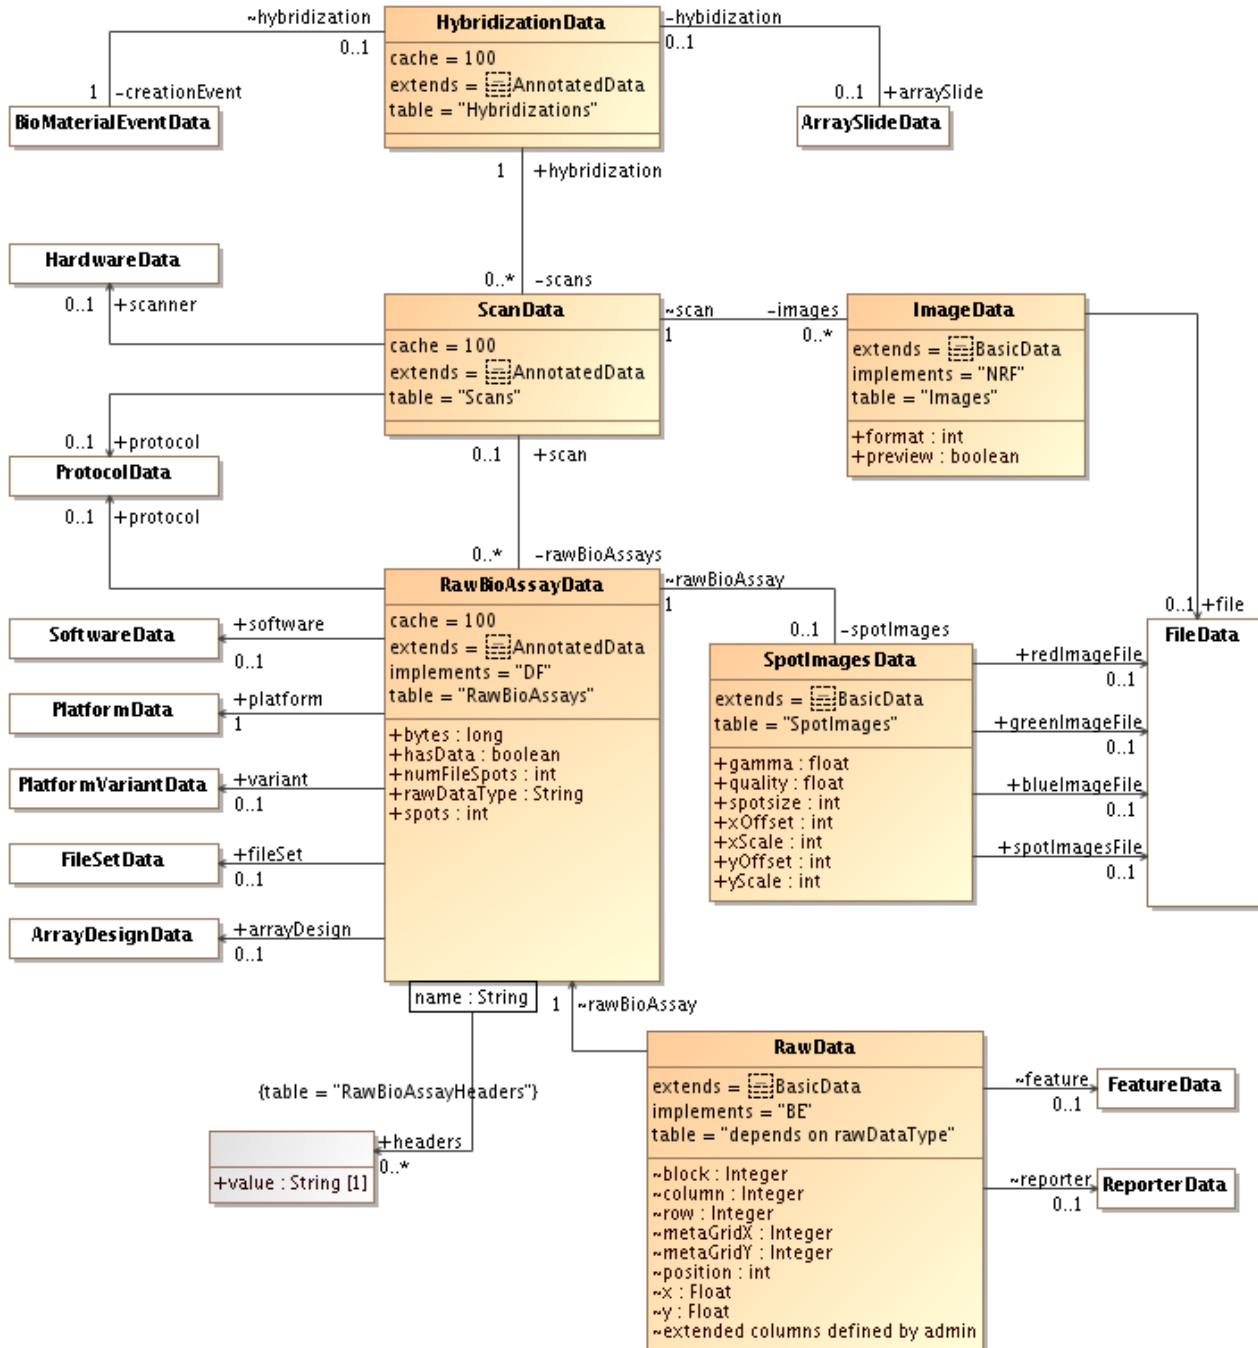 ~hybridization
0..1
HybridizationData
cache = 100
extends = AnnotatedData
table = "Hybridizations"
-hybidization
0..1
1 -creationEvent
BioMaterialEventData
0..1 +arraySlide
ArraySlideData
1 +hybridization
HardwareData
0..1 +scanner
0..* -scans
ScanData
cache = 100
extends = AnnotatedData
table = "Scans"
~scan
1
-images
0..*
ImageData
extends = BasicData
implements = "NRF"
table = "Images"
+format : int
+preview : boolean
0..1 +protocol
ProtocolData
0..1 +protocol
0..1 +scan
0..* -rawBioAssays
RawBioAssayData
cache = 100
extends = AnnotatedData
implements = "DF"
table = "RawBioAssays"
+bytes : long
+hasData : boolean
+numFileSpots : int
+rawDataType : String
+spots : int
~rawBioAssay
1
0..1 -spotImages
SpotImagesData
extends = BasicData
table = "SpotImages"
+gamma : float
+quality : float
+spotsize : int
+xOffset : int
+xScale : int
+yOffset : int
+yScale : int
0..1 +file
FileData
+redImageFile
0..1
+greenImageFile
0..1
+blueImageFile
0..1
+spotImagesFile
0..1
SoftwareData
+software
0..1
PlatformData
+platform
1
PlatformVariantData
+variant
0..1
FileSetData
+fileSet
0..1
ArrayDesignData
+arrayDesign
0..1
name : String
1 ~rawBioAssay
{table = "RawBioAssayHeaders"}
+headers
0..*
+value : String [1]
RawData
extends = BasicData
implements = "BE"
table = "depends on rawDataType"
~block : Integer
~column : Integer
~row : Integer
~metaGridX : Integer
~metaGridY : Integer
~position : int
~x : Float
~y : Float
~extended columns defined by admin
~feature
0..1
FeatureData
~reporter
0..1
ReporterData